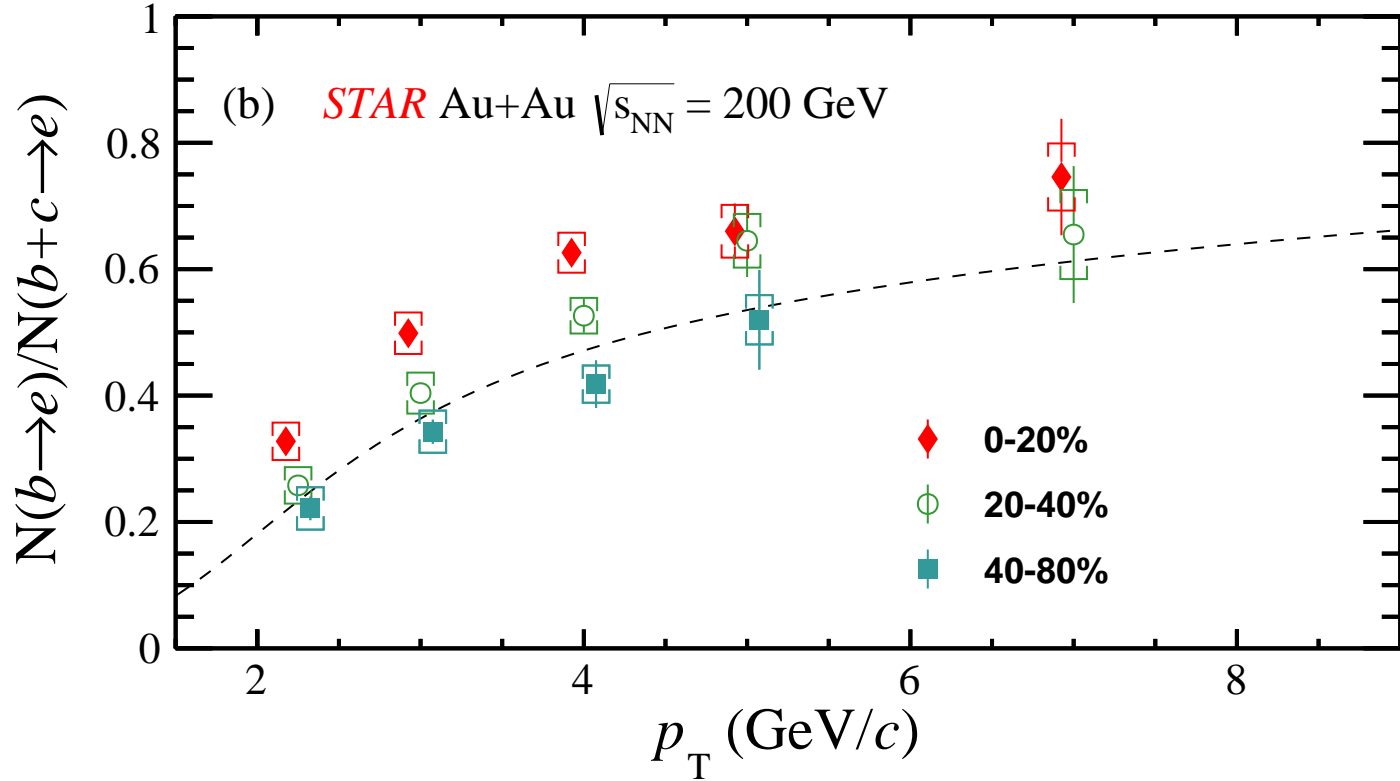 (b) STAR Au+Au √sNN = 200 GeV
N(b→e)/N(b+c→e)
1
0.8
0.6
0.4
0.2
0
0-20%
20-40%
40-80%
2 4 6 8
pT (GeV/c)